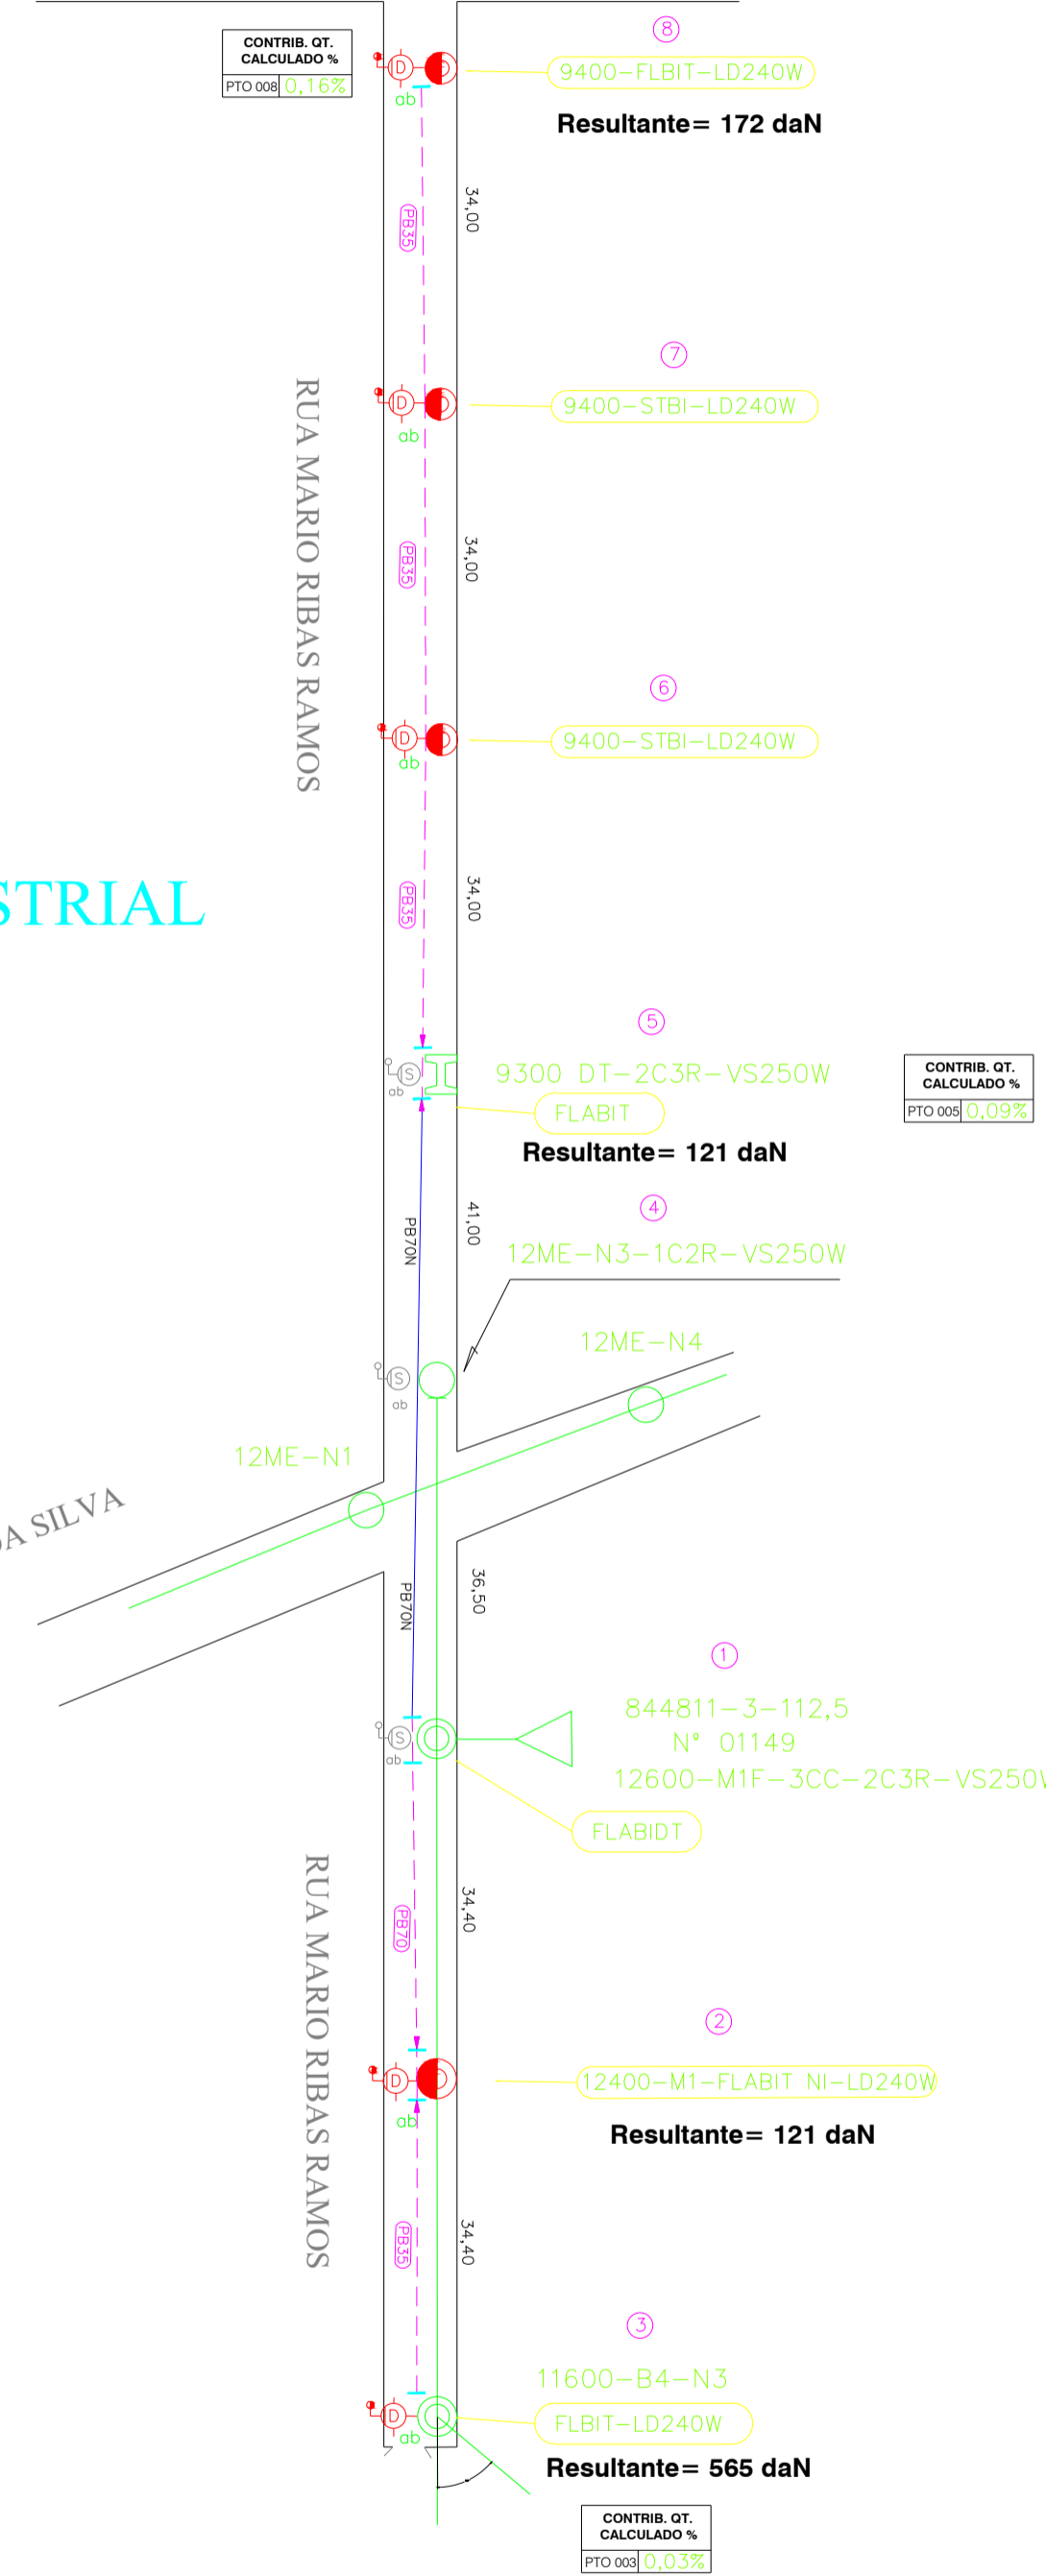 CONTRIB. QT.
CALCULADO %
PTO 008 0,16%
8
9400-FLBIT-LD240W
Resultante= 172 daN
D
ab
34,00
PB35
7
9400-STBI-LD240W
D
ab
RUA MARIO RIBAS RAMOS
34,00
PB35
6
9400-STBI-LD240W
D
ab
34,00
PB35
STRIAL
5
9300 DT-2C3R-VS250W
FLABIT
Resultante= 121 daN
S
ab
CONTRIB. QT.
CALCULADO %
PTO 005 0,09%
41,00
PB70N
4
12ME-N3-1C2R-VS250W
12ME-N4
S
ab
12ME-N1
DA SILVA
36,50
PB70N
1
844811-3-112,5
N° 01149
12600-M1F-3CC-2C3R-VS250W
FLABIDT
S
ab
34,40
PB70
RUA MARIO RIBAS RAMOS
2
12400-M1-FLABIT NI-LD240W
Resultante= 121 daN
D
ab
34,40
PB35
3
11600-B4-N3
FLBIT-LD240W
Resultante= 565 daN
D
ab
CONTRIB. QT.
CALCULADO %
PTO 003 0,03%